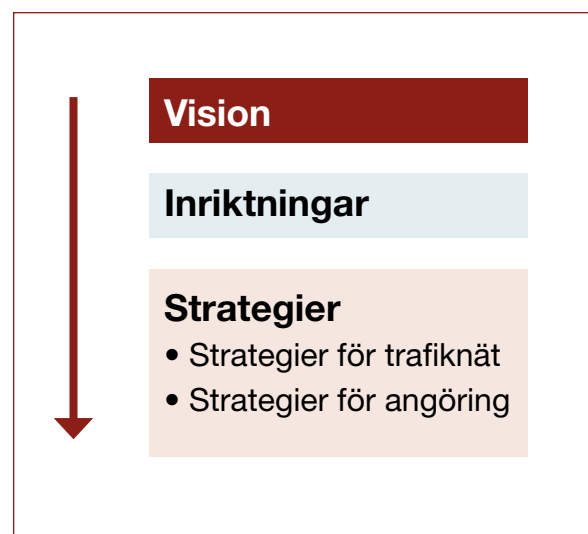 Vision
Inriktningar
Strategier
• Strategier för trafiknät
• Strategier för angöring